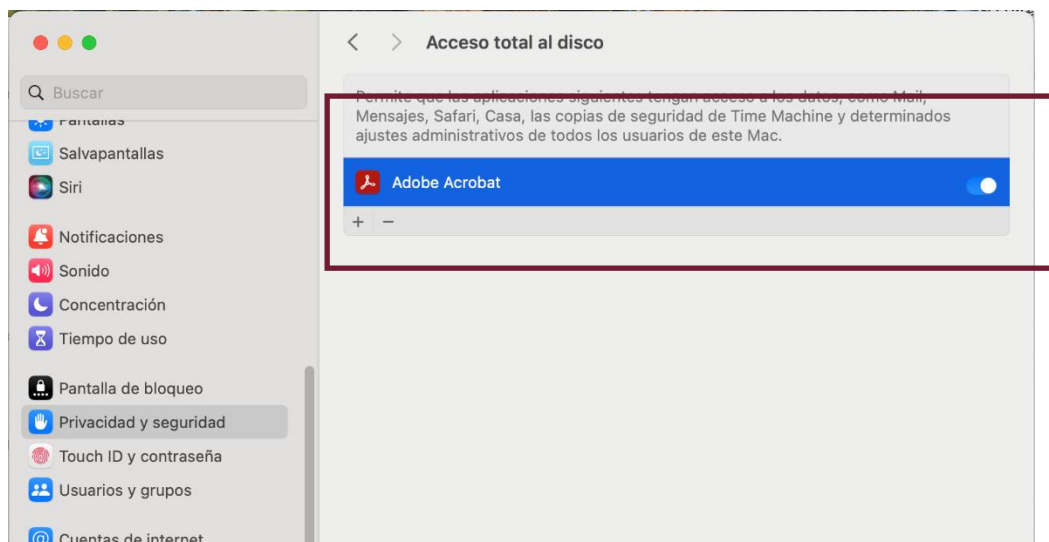 Acceso total al disco
Buscar
Pantallas
Salvapantallas
Siri
Notificaciones
Sonido
Concentración
Tiempo de uso
Pantalla de bloqueo
Privacidad y seguridad
Touch ID y contraseña
Usuarios y grupos
Cuentas de internet
Permite que las aplicaciones siguientes tengan acceso a los datos, como Mail,
Mensajes, Safari, Casa, las copias de seguridad de Time Machine y determinados
ajustes administrativos de todos los usuarios de este Mac.
Adobe Acrobat